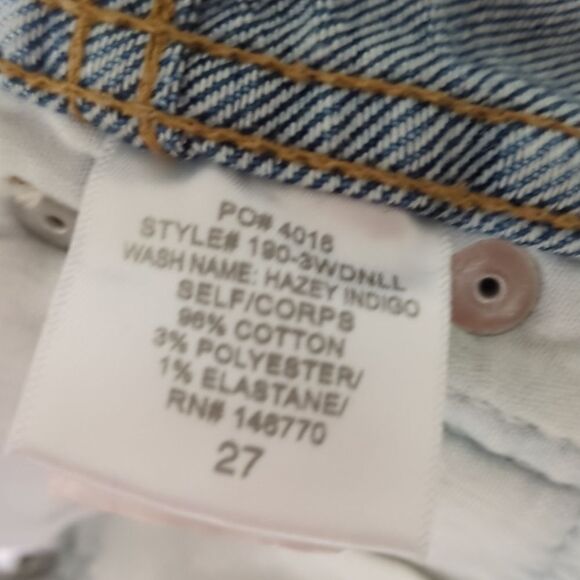 PO# 4016
STYLE# 190-3WDNLL
WASH NAME: HAZEY INDIGO
SELF/CORPS
96% COTTON
3% POLYESTER/
1% ELASTANE/
RN# 146770
27